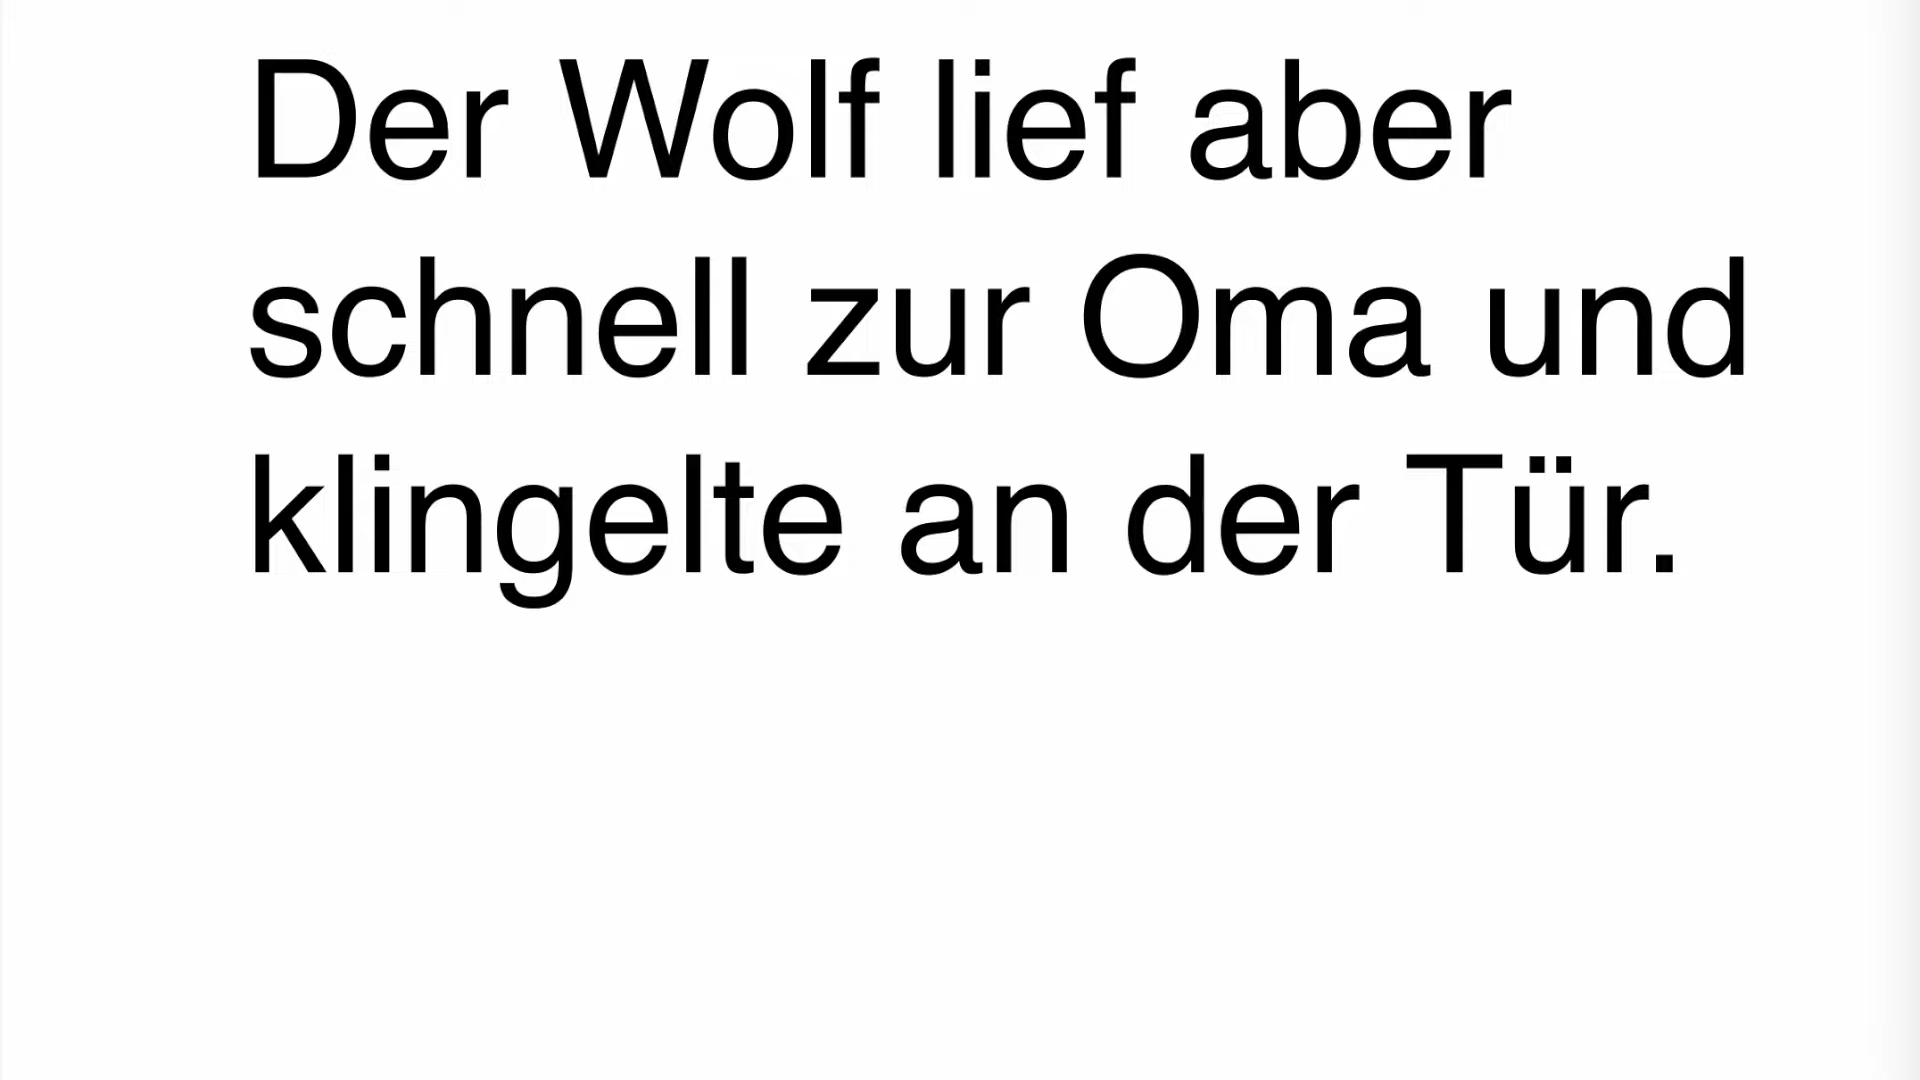 Der Wolf lief aber
schnell zur Oma und
klingelte an der Tür.